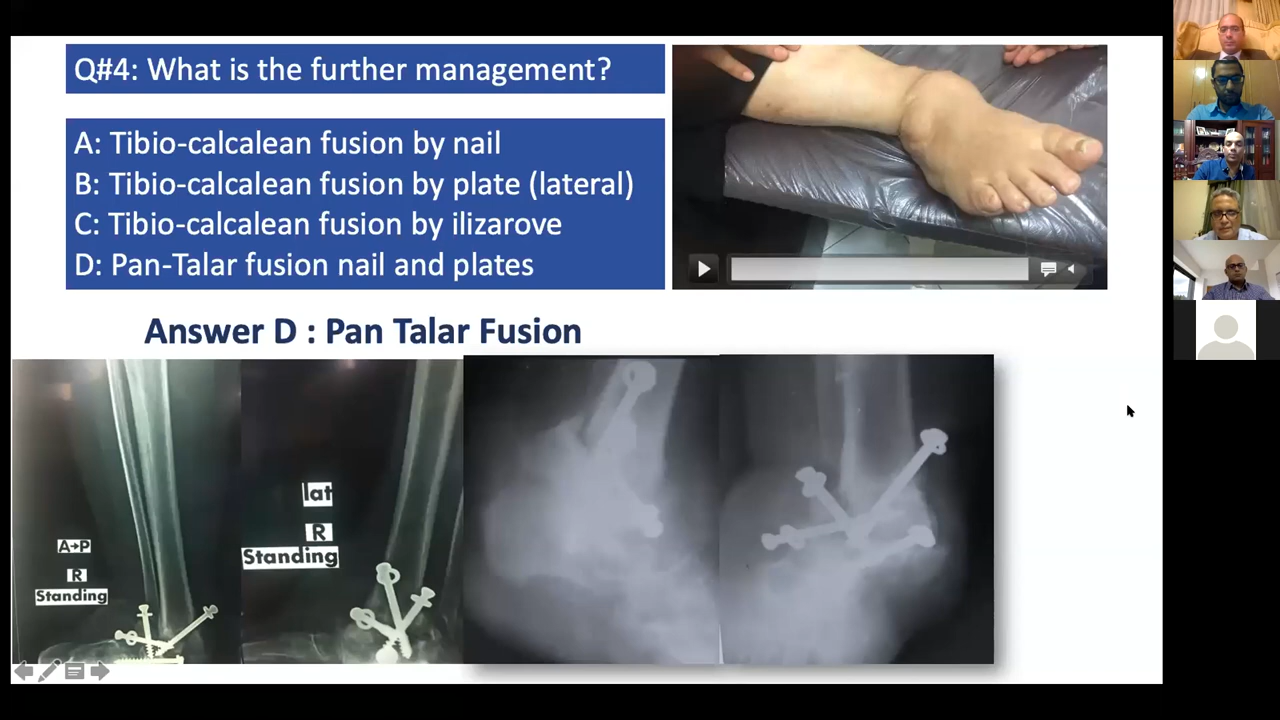 Q#4: What is the further management?
A: Tibio-calcalean fusion by nail
B: Tibio-calcalean fusion by plate (lateral)
C: Tibio-calcalean fusion by ilizarove
D: Pan-Talar fusion nail and plates
Answer D : Pan Talar Fusion
A→P
R
Standing
lat
R
Standing